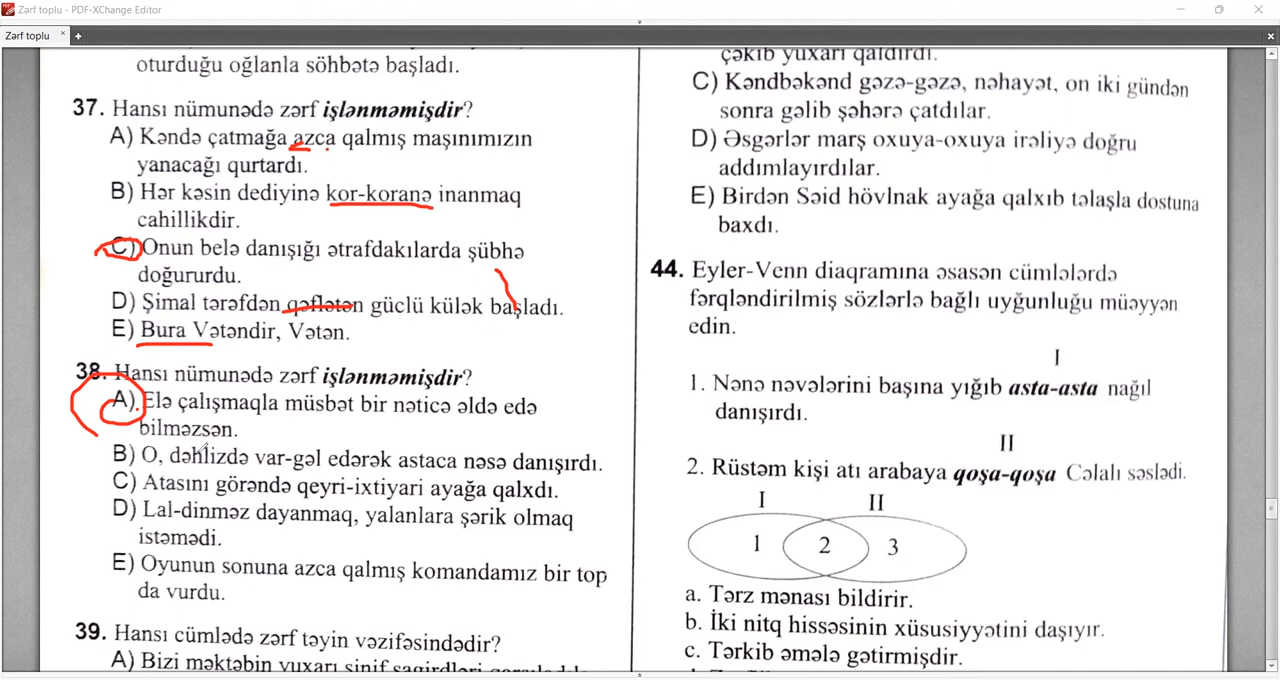 Zərf toplu - PDF-XChange Editor
Zərf toplu
oturduğu oğlanla söhbətə başladı.
37. Hansı nümunədə zərf işlənməmişdir?
A) Kəndə çatmağa azca qalmış maşınımızın
yanacağı qurtardı.
B) Hər kəsin dediyinə kor-koranə inanmaq
cahillikdir.
C) Onun belə danışığı ətrafdakılarda şübhə
doğururdu.
D) Şimal tərəfdən qəflətən güclü külək başladı.
E) Bura Vətəndir, Vətən.
38. Hansı nümunədə zərf işlənməmişdir?
A) Elə çalışmaqla müsbət bir nəticə əldə edə
bilməzsən.
B) O, dəhlizdə var-gəl edərək astaca nəsə danışırdı.
C) Atasını görəndə qeyri-ixtiyari ayağa qalxdı.
D) Lal-dinməz dayanmaq, yalanlara şərik olmaq
istəmədi.
E) Oyunun sonuna azca qalmış komandamız bir top
da vurdu.
39. Hansı cümlədə zərf təyin vəzifəsindədir?
A) Bizi məktəbin yuxarı sinif şagirdləri
çəkib yuxarı qaldırdı.
C) Kəndbəkənd gəzə-gəzə, nəhayət, on iki gündən
sonra gəlib şəhərə çatdılar.
D) Əsgərlər marş oxuya-oxuya irəliyə doğru
addımlayırdılar.
E) Birdən Səid hövlnak ayağa qalxıb təlaşla dostuna
baxdı.
44. Eyler-Venn diaqramına əsasən cümlələrdə
fərqləndirilmiş sözlərlə bağlı uyğunluğu müəyyən
edin.
I
1. Nənə nəvələrini başına yığıb asta-asta nağıl
danışırdı.
II
2. Rüstəm kişi atı arabaya qoşa-qoşa Cəlalı səslədi.
I II
1 2 3
a. Tərz mənası bildirir.
b. İki nitq hissəsinin xüsusiyyətini daşıyır.
c. Tərkib əmələ gətirmişdir.